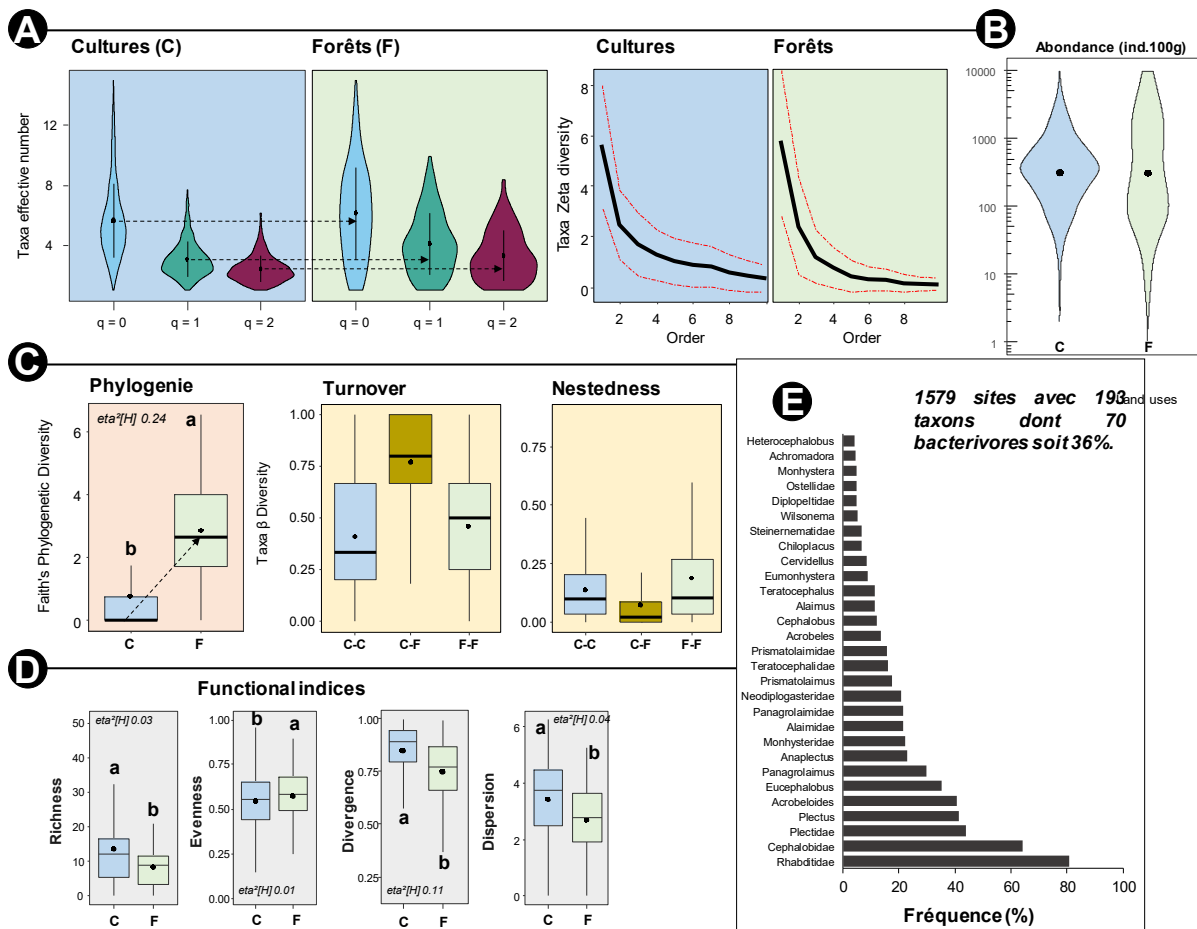 A
Cultures (C)
Forêts (F)
Taxa effective number
12
8
4
q = 0
q = 1
q = 2
q = 0
q = 1
q = 2
Cultures
Forêts
Taxa Zeta diversity
8
6
4
2
0
2
4
6
8
Order
2
4
6
8
Order
B
Abondance (ind.100g)
10000
1000
100
10
1
C
F
C
Phylogenie
eta²[H] 0.24
a
b
Faith's Phylogenetic Diversity
6
4
2
0
C
F
Turnover
Taxa β Diversity
1.00
0.75
0.50
0.25
0.00
C-C
C-F
F-F
Nestedness
0.75
0.50
0.25
0.00
C-C
C-F
F-F
D
Functional indices
Richness
50
40
30
20
10
0
eta²[H] 0.03
a
b
C
F
Evenness
1.00
0.75
0.50
0.25
0.00
b
a
eta²[H] 0.01
C
F
Divergence
1.00
0.75
0.50
0.25
a
b
eta²[H] 0.11
C
F
Dispersion
6
4
2
0
eta²[H] 0.04
a
b
C
F
E
1579 sites avec 193
taxons dont 70
bacterivores soit 36%.
and uses
Heterocephalobus
Achromadora
Monhystera
Ostellidae
Diplopeltidae
Wilsonema
Steinernematidae
Chiloplacus
Cervidellus
Eumonhystera
Teratocephalus
Alaimus
Cephalobus
Acrobeles
Prismatolaimidae
Teratocephalidae
Prismatolaimus
Neodiplogasteridae
Panagrolaimidae
Alaimidae
Monhysteridae
Anaplectus
Panagrolaimus
Eucephalobus
Acrobeloides
Plectus
Plectidae
Cephalobidae
Rhabditidae
0
20
40
60
80
100
Fréquence (%)